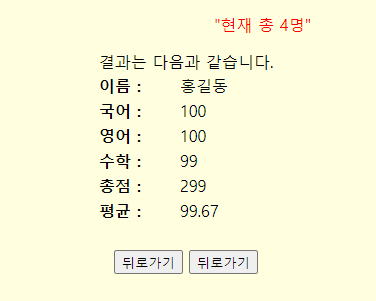 "현재 총 4명"
결과는 다음과 같습니다.
이름 : 홍길동
국어 : 100
영어 : 100
수학 : 99
총점 : 299
평균 : 99.67
뒤로가기 뒤로가기